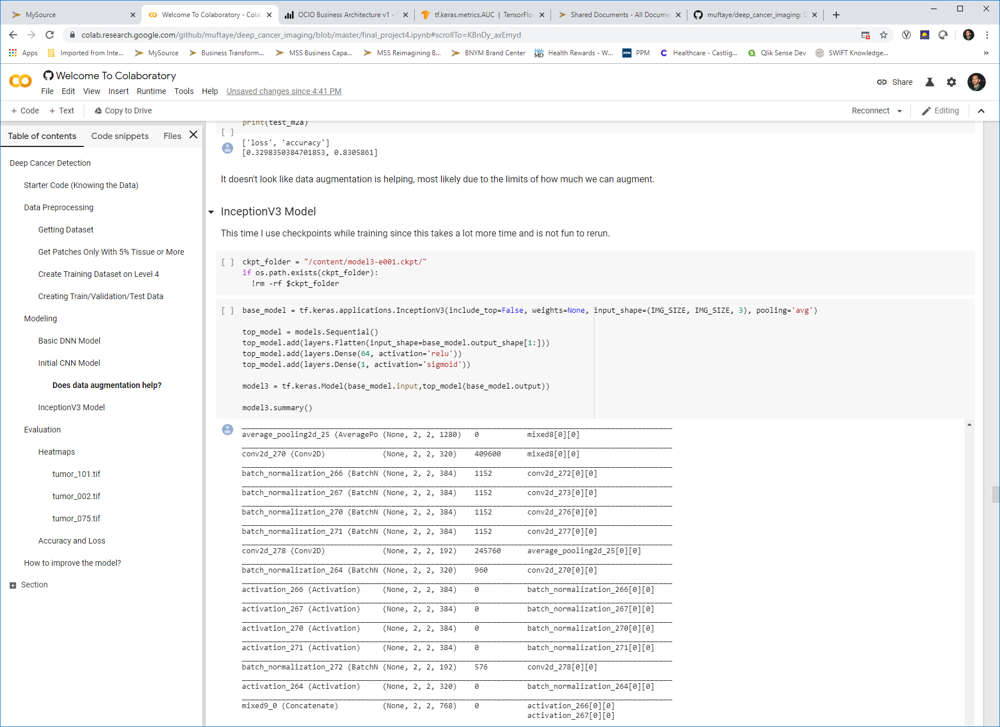 MySource
Welcome To Colaboratory - Cola
OCIO Business Architecture v1 -
tf.keras.metrics.AUC | TensorFlow
Shared Documents - All Docume
muftaye/deep_cancer_imaging: D
colab.research.google.com/github/muftaye/deep_cancer_imaging/blob/master/final_project4.ipynb#scrollTo=KBnDy_axEmyd
Apps
Imported from Inte...
MySource
Business Transform...
MSS Business Capa...
MSS Reimagining B...
BNYM Brand Center
Web MD
Health Rewards - W...
PPM
PPM
Healthcare - Castlig...
Qlik Sense Dev
SWIFT Knowledge...
Welcome To Colaboratory
File Edit View Insert Runtime Tools Help Unsaved changes since 4:41 PM
Share
+ Code + Text Copy to Drive
Reconnect
Editing
Table of contents Code snippets Files
Deep Cancer Detection
Starter Code (Knowing the Data)
Data Preprocessing
Getting Dataset
Get Patches Only With 5% Tissue or More
Create Training Dataset on Level 4
Creating Train/Validation/Test Data
Modeling
Basic DNN Model
Initial CNN Model
Does data augmentation help?
InceptionV3 Model
Evaluation
Heatmaps
tumor_101.tif
tumor_002.tif
tumor_075.tif
Accuracy and Loss
How to improve the model?
Section
print(test_m2a)
[ ]
['loss', 'accuracy']
[0.3298350384701853, 0.8305861]
It doesn't look like data augmentation is helping, most likely due to the limits of how much we can augment.
InceptionV3 Model
This time I use checkpoints while training since this takes a lot more time and is not fun to rerun.
[ ] ckpt_folder = "/content/model3-e001.ckpt/"
if os.path.exists(ckpt_folder):
!rm -rf $ckpt_folder
[ ] base_model = tf.keras.applications.InceptionV3(include_top=False, weights=None, input_shape=(IMG_SIZE, IMG_SIZE, 3), pooling='avg')
top_model = models.Sequential()
top_model.add(layers.Flatten(input_shape=base_model.output_shape[1:]))
top_model.add(layers.Dense(64, activation='relu'))
top_model.add(layers.Dense(1, activation='sigmoid'))
model3 = tf.keras.Model(base_model.input,top_model(base_model.output))
model3.summary()
average_pooling2d_25 (AveragePo (None, 2, 2, 1280) 0 mixed8[0][0]
conv2d_270 (Conv2D) (None, 2, 2, 320) 409600 mixed8[0][0]
batch_normalization_266 (BatchN (None, 2, 2, 384) 1152 conv2d_272[0][0]
batch_normalization_267 (BatchN (None, 2, 2, 384) 1152 conv2d_273[0][0]
batch_normalization_270 (BatchN (None, 2, 2, 384) 1152 conv2d_276[0][0]
batch_normalization_271 (BatchN (None, 2, 2, 384) 1152 conv2d_277[0][0]
conv2d_278 (Conv2D) (None, 2, 2, 192) 245760 average_pooling2d_25[0][0]
batch_normalization_264 (BatchN (None, 2, 2, 320) 960 conv2d_270[0][0]
activation_266 (Activation) (None, 2, 2, 384) 0 batch_normalization_266[0][0]
activation_267 (Activation) (None, 2, 2, 384) 0 batch_normalization_267[0][0]
activation_270 (Activation) (None, 2, 2, 384) 0 batch_normalization_270[0][0]
activation_271 (Activation) (None, 2, 2, 384) 0 batch_normalization_271[0][0]
batch_normalization_272 (BatchN (None, 2, 2, 192) 576 conv2d_278[0][0]
activation_264 (Activation) (None, 2, 2, 320) 0 batch_normalization_264[0][0]
mixed9_0 (Concatenate) (None, 2, 2, 768) 0 activation_266[0][0]
activation_267[0][0]